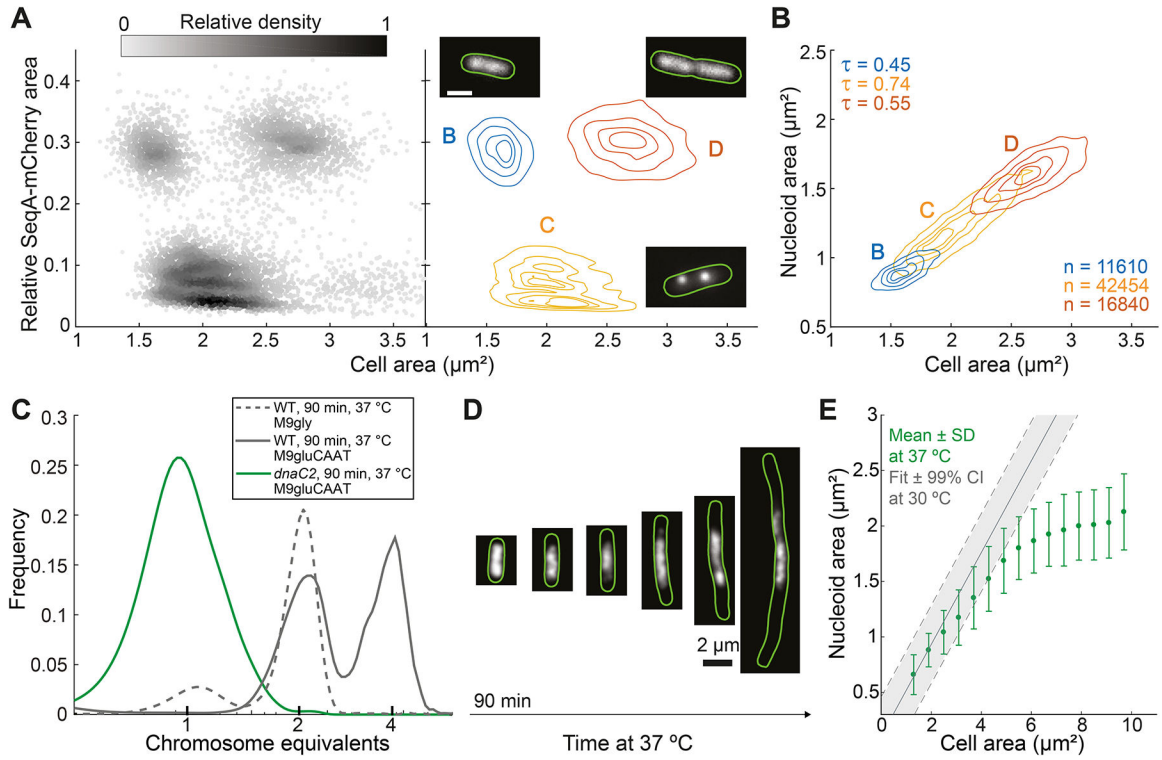 A
0 Relative density 1
Relative SeqA-mCherry area
0.4
0.3
0.2
0.1
0
1 1.5 2 2.5 3 3.5
B
D
C
1 1.5 2 2.5 3 3.5
Cell area (µm²)
B
Nucleoid area (µm²)
2.5
2
1.5
1
0.5
τ = 0.45
τ = 0.74
τ = 0.55
D
C
B
n = 11610
n = 42454
n = 16840
1 1.5 2 2.5 3 3.5
Cell area (µm²)
C
Frequency
0.3
0.25
0.2
0.15
0.1
0.05
0
WT, 90 min, 37 °C
M9gly
WT, 90 min, 37 °C
M9gluCAAT
dnaC2, 90 min, 37 °C
M9gluCAAT
1 2 4
Chromosome equivalents
D
2 µm
90 min
Time at 37 ºC
E
Nucleoid area (µm²)
3
2.5
2
1.5
1
0.5
Mean ± SD
at 37 ºC
Fit ± 99% CI
at 30 ºC
0 2 4 6 8 10
Cell area (µm²)